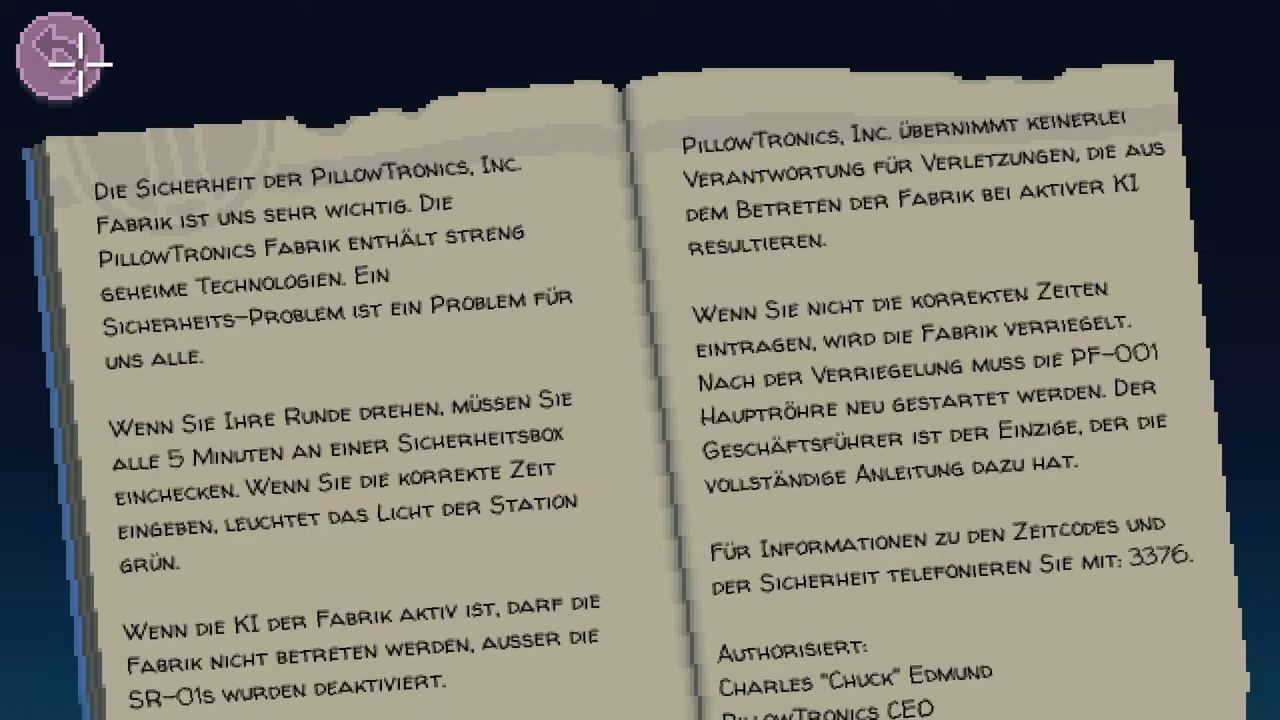 Die Sicherheit der PillowTronics, Inc.
Fabrik ist uns sehr wichtig. Die
PillowTronics Fabrik enthält streng
geheime Technologien. Ein
Sicherheits-Problem ist ein Problem für
uns alle.
Wenn Sie Ihre Runde drehen, müssen Sie
alle 5 Minuten an einer Sicherheitsbox
einchecken. Wenn Sie die korrekte Zeit
eingeben, leuchtet das Licht der Station
grün.
Wenn die KI der Fabrik aktiv ist, darf die
Fabrik nicht betreten werden, ausser die
SR-01s wurden deaktiviert.
PillowTronics, Inc. übernimmt keinerlei
Verantwortung für Verletzungen, die aus
dem Betreten der Fabrik bei aktiver KI
resultieren.
Wenn Sie nicht die korrekten Zeiten
eintragen, wird die Fabrik verriegelt.
Nach der Verriegelung muss die PF-001
Hauptröhre neu gestartet werden. Der
Geschäftsführer ist der Einzige, der die
vollständige Anleitung dazu hat.
Für Informationen zu den Zeitcodes und
der Sicherheit telefonieren Sie mit: 3376.
Authorisiert:
Charles "Chuck" Edmund
PillowTronics CEO